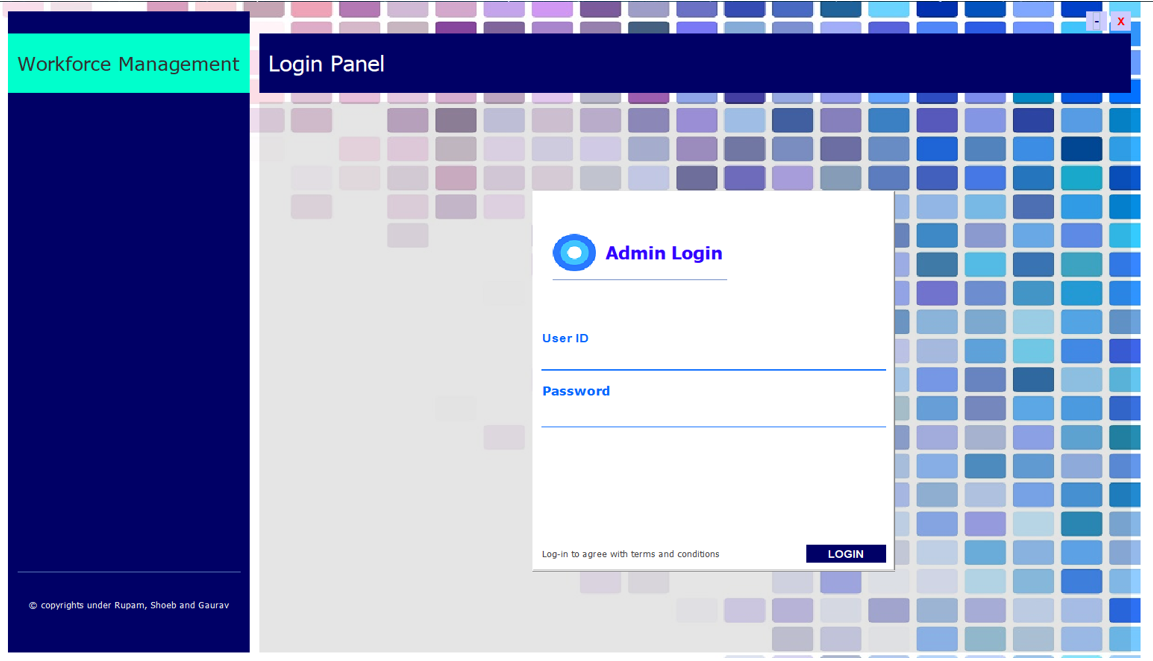 - X
Workforce Management
Login Panel
Admin Login
User ID
Password
Log-in to agree with terms and conditions
LOGIN
© copyrights under Rupam, Shoeb and Gaurav